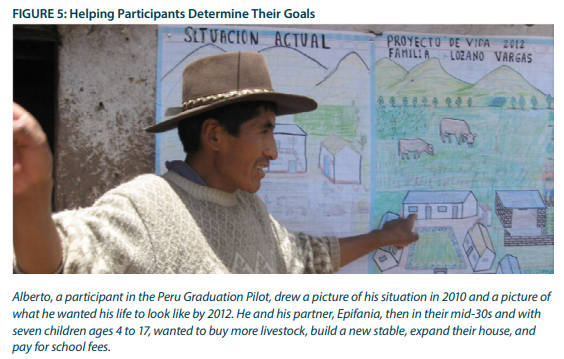 FIGURE 5: Helping Participants Determine Their Goals
SITUACION ACTUAL
PROYECTO DE VIDA 2012
FAMILIA - LOZANO VARGAS
Alberto, a participant in the Peru Graduation Pilot, drew a picture of his situation in 2010 and a picture of
what he wanted his life to look like by 2012. He and his partner, Epifania, then in their mid-30s and with
seven children ages 4 to 17, wanted to buy more livestock, build a new stable, expand their house, and
pay for school fees.